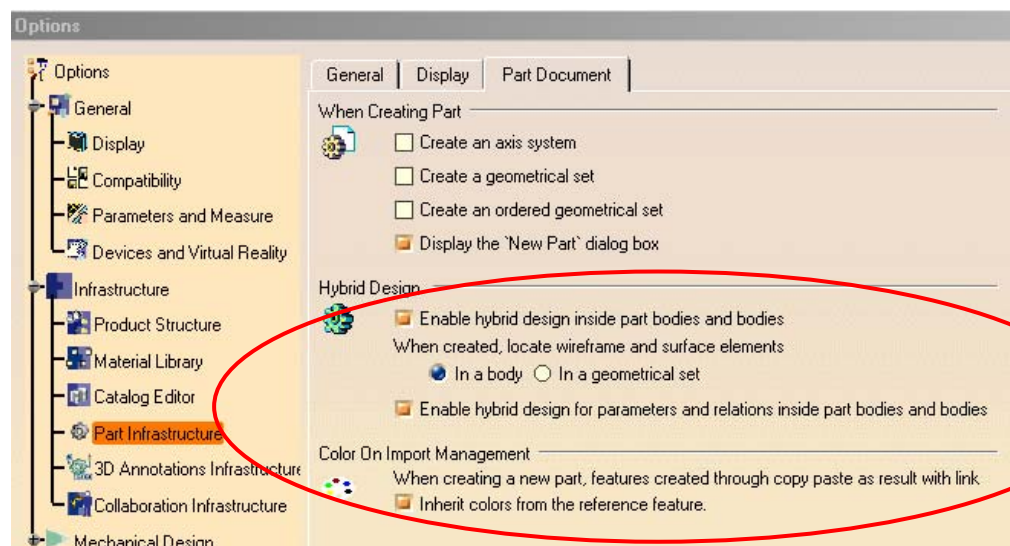 Options
Options
General
Display
Compatibility
Parameters and Measure
Devices and Virtual Reality
Infrastructure
Product Structure
Material Library
Catalog Editor
Part Infrastructure
3D Annotations Infrastructure
Collaboration Infrastructure
Mechanical Design
General Display Part Document
When Creating Part
Create an axis system
Create a geometrical set
Create an ordered geometrical set
Display the `New Part` dialog box
Hybrid Design
Enable hybrid design inside part bodies and bodies
When created, locate wireframe and surface elements
In a body In a geometrical set
Enable hybrid design for parameters and relations inside part bodies and bodies
Color On Import Management
When creating a new part, features created through copy paste as result with link
Inherit colors from the reference feature.